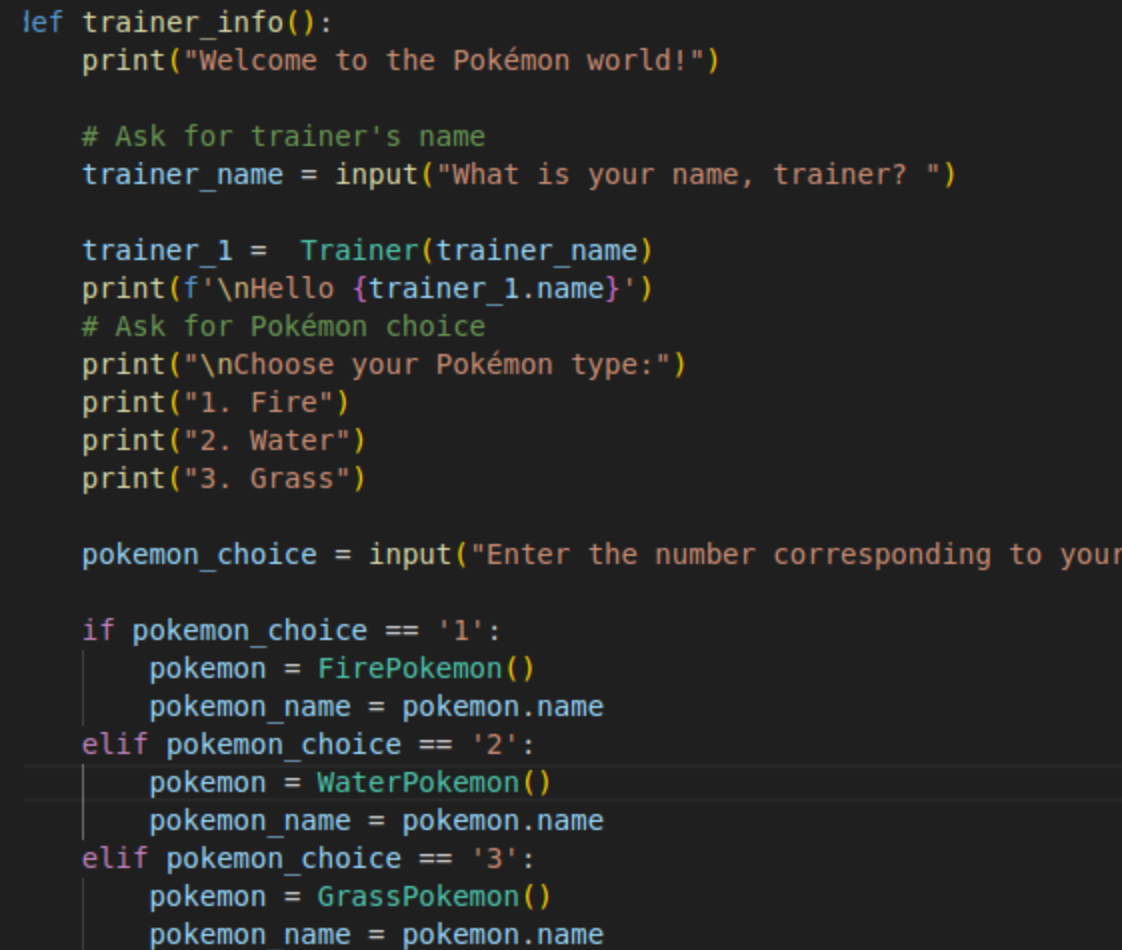 def trainer_info():
    print("Welcome to the Pokémon world!")

    # Ask for trainer's name
    trainer_name = input("What is your name, trainer? ")

    trainer_1 =  Trainer(trainer_name)
    print(f'\nHello {trainer_1.name}')
    # Ask for Pokémon choice
    print("\nChoose your Pokémon type:")
    print("1. Fire")
    print("2. Water")
    print("3. Grass")

    pokemon_choice = input("Enter the number corresponding to your

    if pokemon_choice == '1':
        pokemon = FirePokemon()
        pokemon_name = pokemon.name
    elif pokemon_choice == '2':
        pokemon = WaterPokemon()
        pokemon_name = pokemon.name
    elif pokemon_choice == '3':
        pokemon = GrassPokemon()
        pokemon_name = pokemon.name